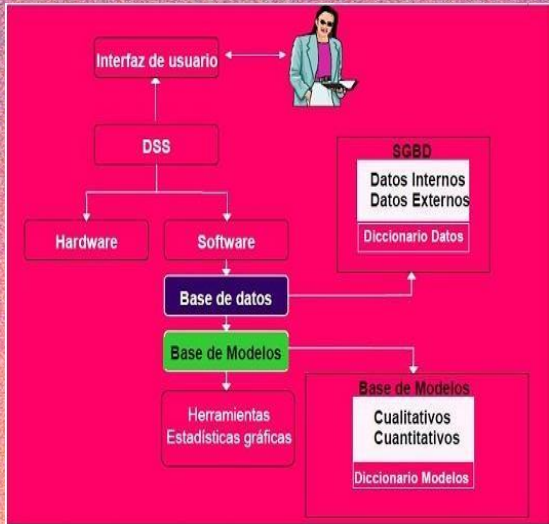 Interfaz de usuario
DSS
SGBD
Datos Internos
Datos Externos
Diccionario Datos
Hardware
Software
Base de datos
Base de Modelos
Herramientas
Estadísticas gráficas
Base de Modelos
Cualitativos
Cuantitativos
Diccionario Modelos